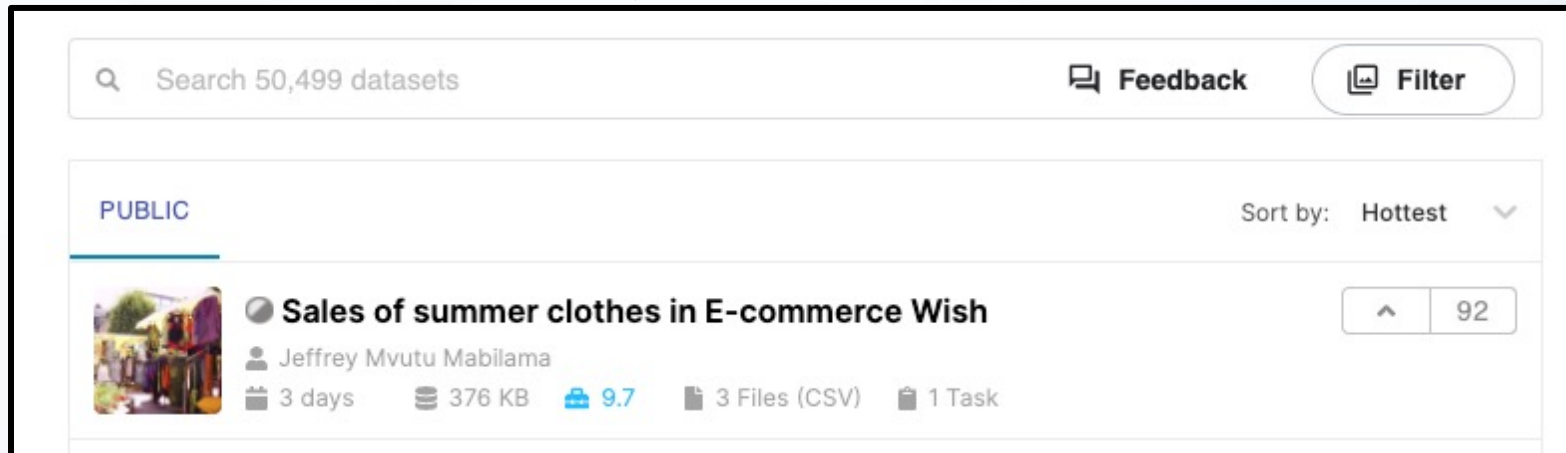 Search 50,499 datasets Feedback Filter
PUBLIC Sort by: Hottest
Sales of summer clothes in E-commerce Wish 92
Jeffrey Mvutu Mabilama
3 days 376 KB 9.7 3 Files (CSV) 1 Task